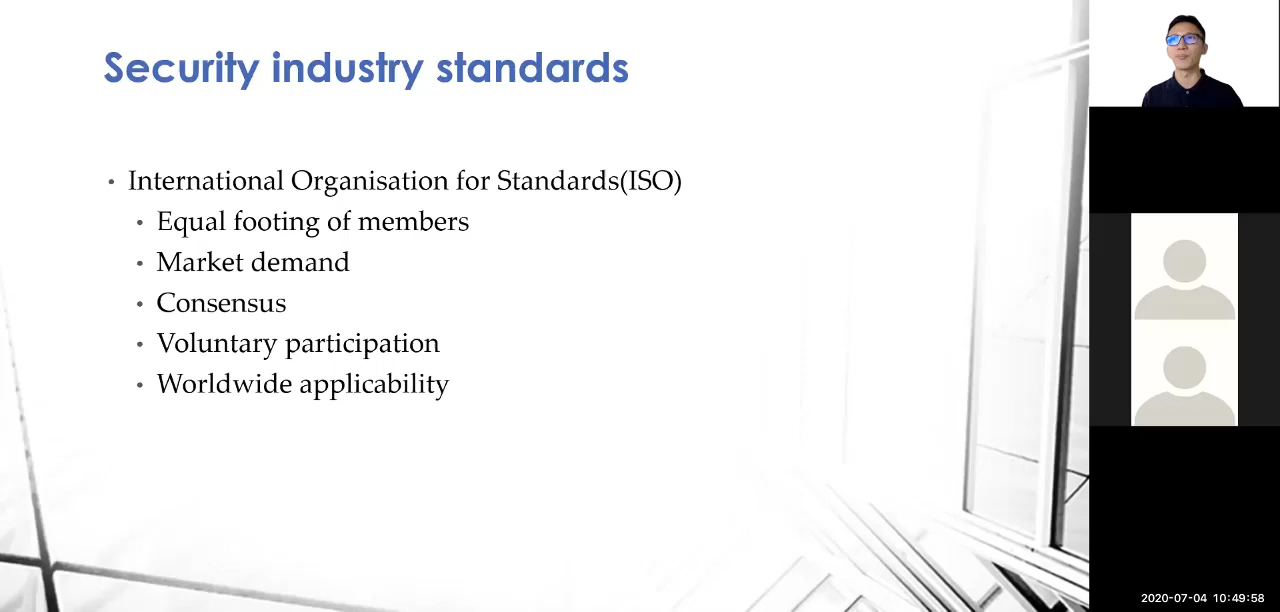 Security industry standards
International Organisation for Standards(ISO)
Equal footing of members
Market demand
Consensus
Voluntary participation
Worldwide applicability
2020-07-04 10:49:58